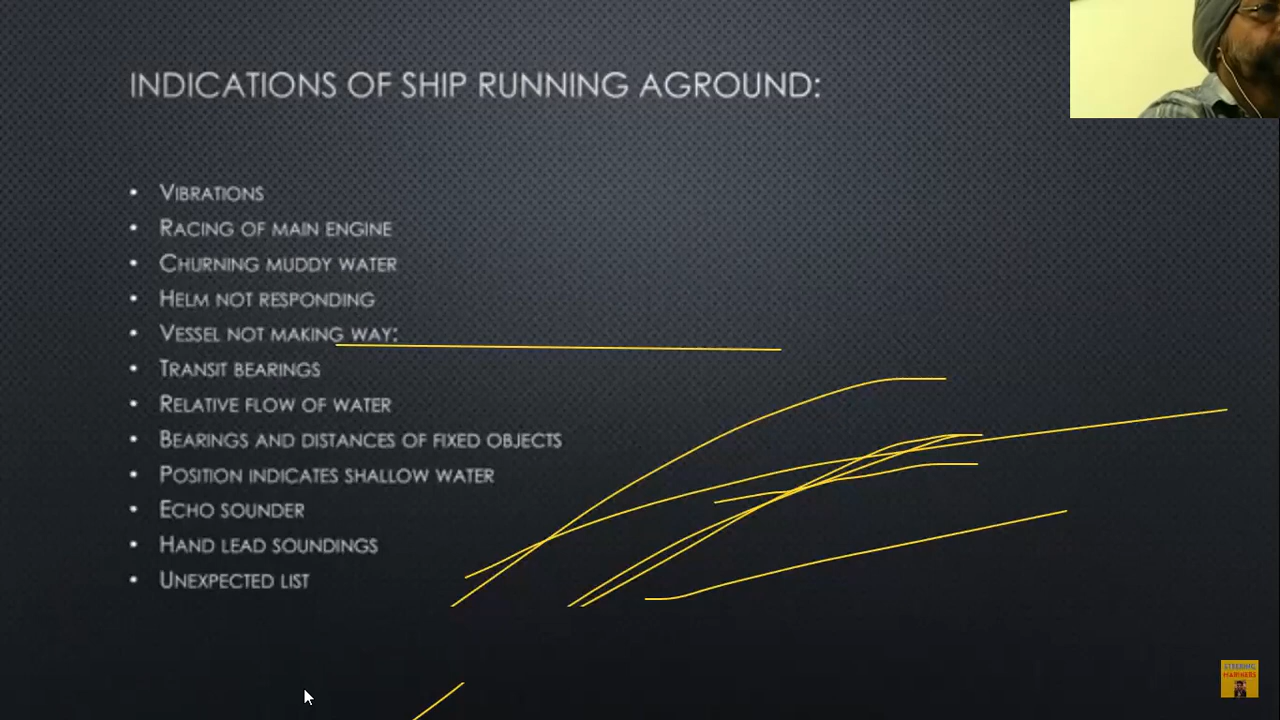 INDICATIONS OF SHIP RUNNING AGROUND:
• VIBRATIONS
• RACING OF MAIN ENGINE
• CHURNING MUDDY WATER
• HELM NOT RESPONDING
• VESSEL NOT MAKING WAY:
• TRANSIT BEARINGS
• RELATIVE FLOW OF WATER
• BEARINGS AND DISTANCES OF FIXED OBJECTS
• POSITION INDICATES SHALLOW WATER
• ECHO SOUNDER
• HAND LEAD SOUNDINGS
• UNEXPECTED LIST
STEERING
MARINERS